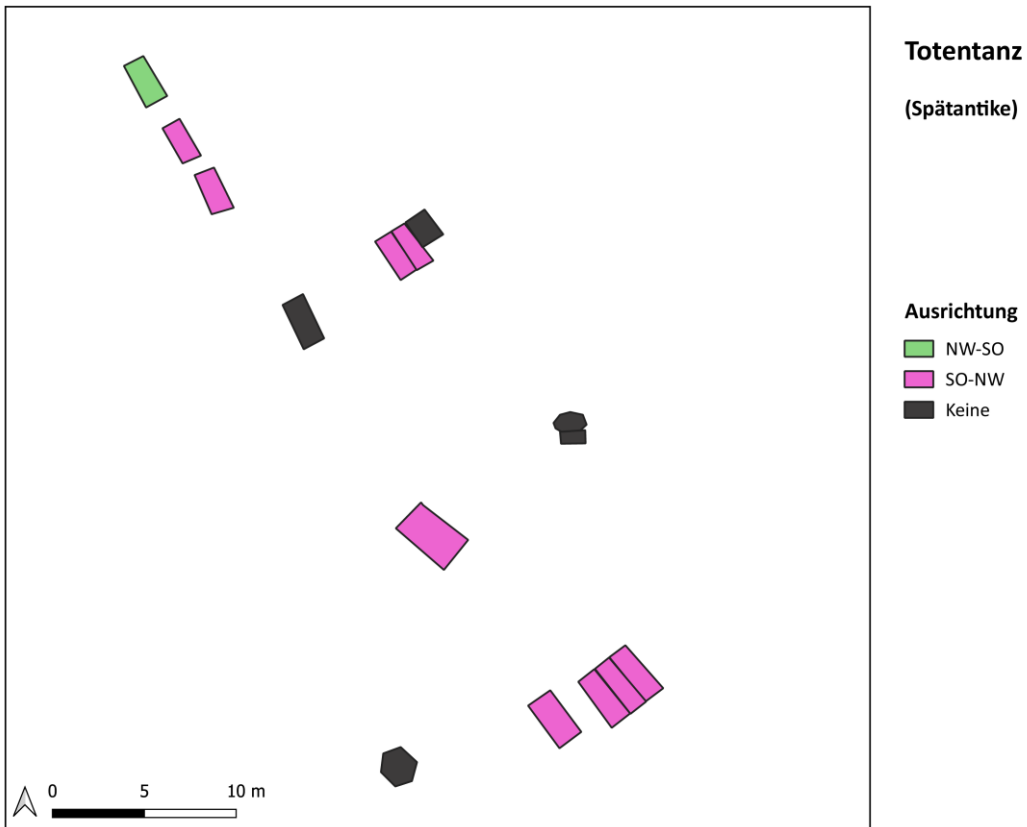 Totentanz
(Spätantike)
Ausrichtung
NW-SO
SO-NW
Keine
0 5 10 m